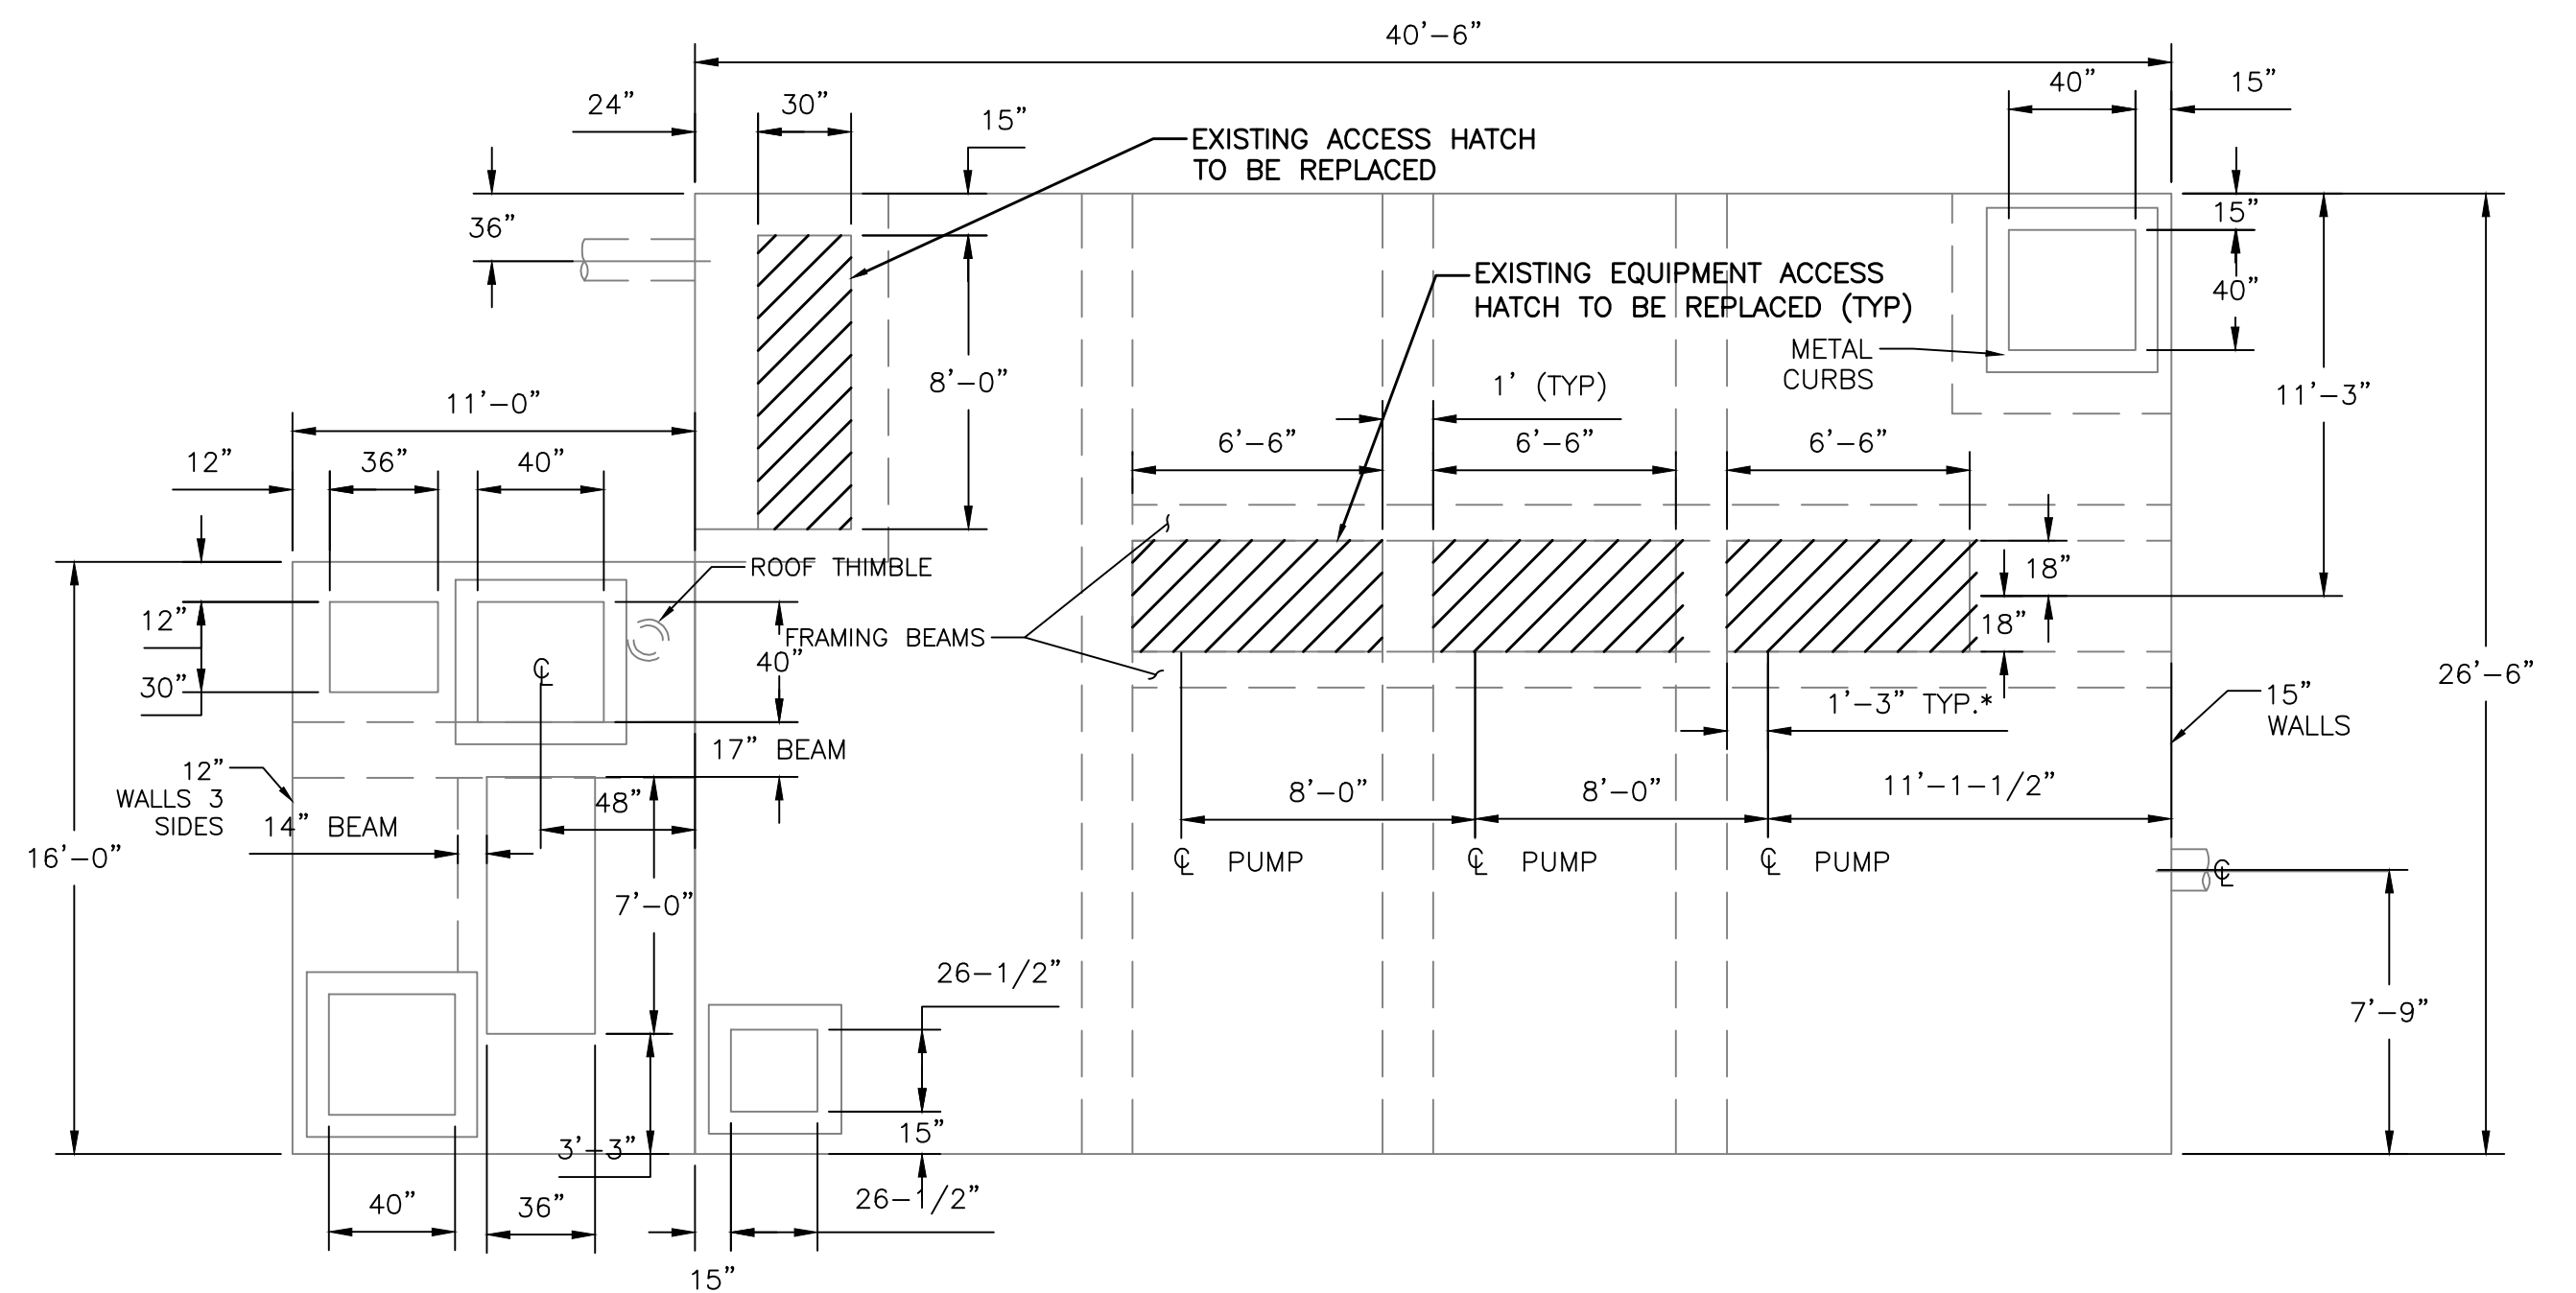 40'-6"
24"
30"
15"
40"
15"
EXISTING ACCESS HATCH
TO BE REPLACED
36"
15"
EXISTING EQUIPMENT ACCESS
HATCH TO BE REPLACED (TYP)
40"
METAL
CURBS
8'-0"
1' (TYP)
11'-3"
11'-0"
6'-6"
6'-6"
6'-6"
12"
36"
40"
ROOF THIMBLE
18"
12"
FRAMING BEAMS
18"
40"
30"
26'-6"
1'-3" TYP.*
15"
WALLS
17" BEAM
12"
WALLS 3
SIDES
48"
8'-0"
8'-0"
11'-1-1/2"
14" BEAM
16'-0"
℄
℄ PUMP
℄ PUMP
℄ PUMP
℄
7'-0"
26-1/2"
7'-9"
15"
3'-3"
40"
36"
26-1/2"
15"